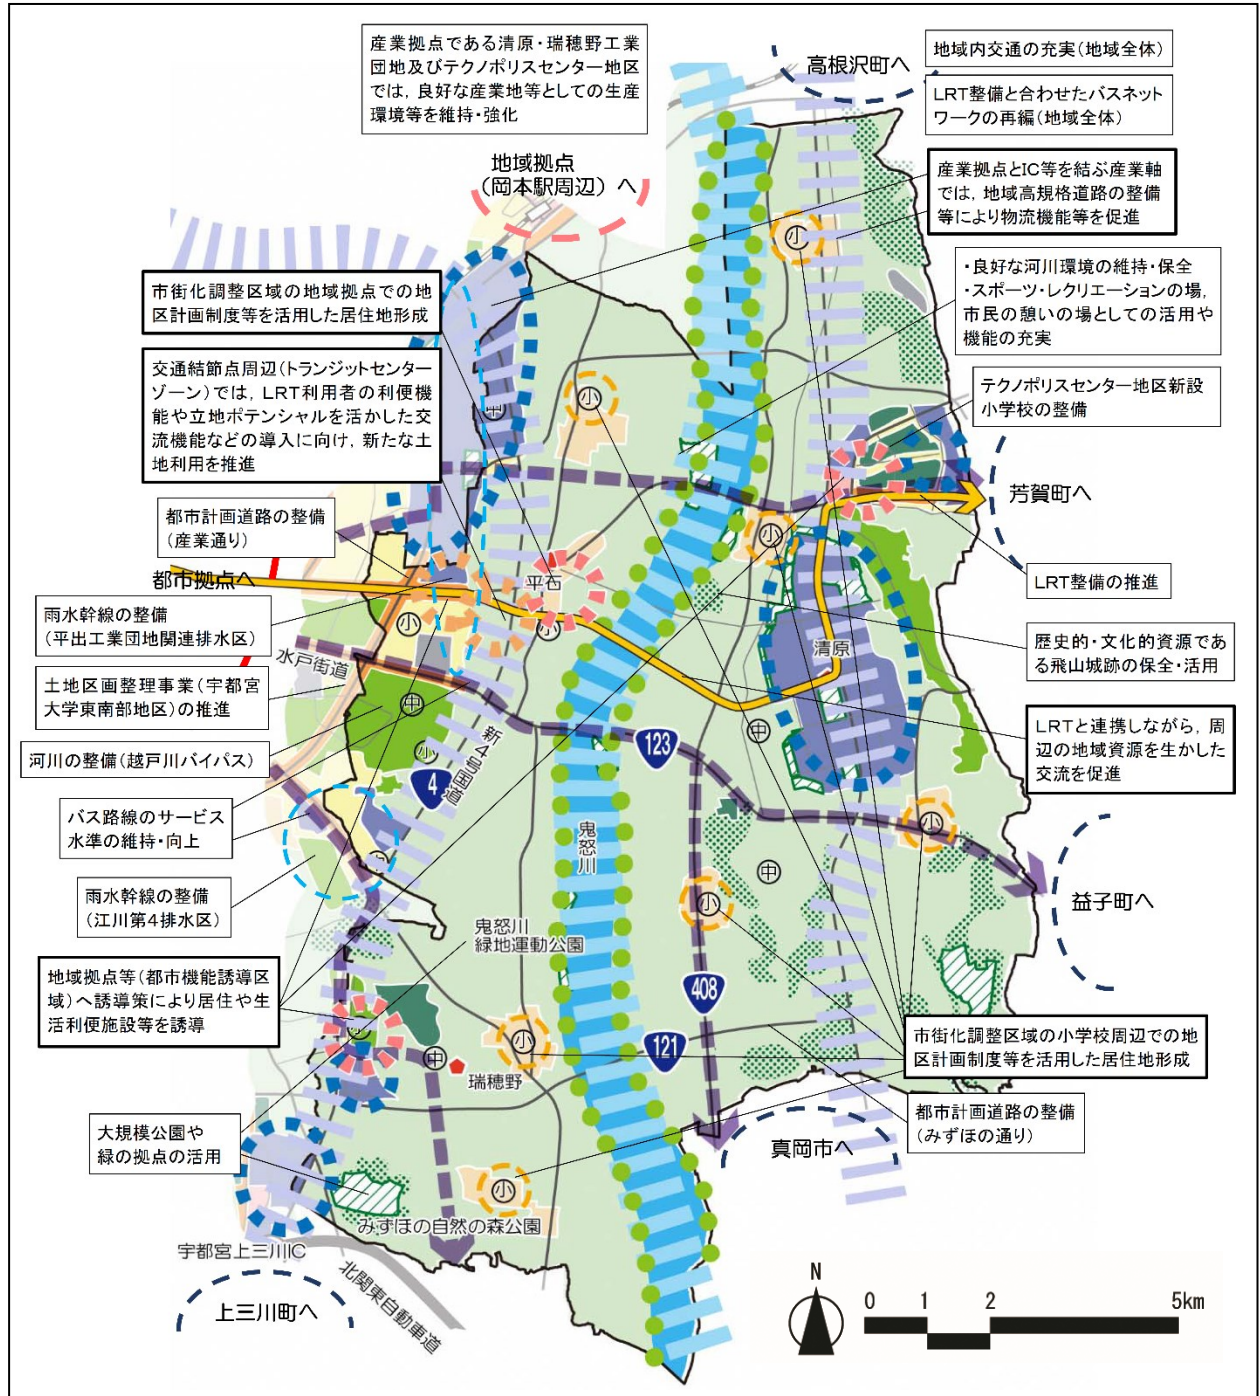 産業拠点である清原・瑞穂野工業
団地及びテクノポリスセンター地区
では，良好な産業地等としての生産
環境等を維持・強化
高根沢町へ
地域内交通の充実（地域全体）
LRT整備と合わせたバスネット
ワークの再編（地域全体）
地域拠点
（岡本駅周辺）へ
産業拠点とIC等を結ぶ産業軸
では，地域高規格道路の整備
等により物流機能等を促進
・良好な河川環境の維持・保全
・スポーツ・レクリエーションの場，
市民の憩いの場としての活用や
機能の充実
市街化調整区域の地域拠点での地
区計画制度等を活用した居住地形成
交通結節点周辺（トランジットセンター
ゾーン）では，LRT利用者の利便機
能や立地ポテンシャルを活かした交
流機能などの導入に向け，新たな土
地利用を推進
テクノポリスセンター地区新設
小学校の整備
小
小
中
芳賀町へ
都市計画道路の整備
（産業通り）
小
都市拠点へ
平石
LRT整備の推進
雨水幹線の整備
（平出工業団地関連排水区）
小
小
清原
歴史的・文化的資源であ
る飛山城跡の保全・活用
水戸街道
土地区画整理事業（宇都宮
大学東南部地区）の推進
中
中
河川の整備（越戸川バイパス）
小
新4号国道
4
123
LRTと連携しながら，周
辺の地域資源を生かした
交流を促進
バス路線のサービス
水準の維持・向上
鬼怒川
小
中
雨水幹線の整備
（江川第4排水区）
小
益子町へ
鬼怒川
緑地運動公園
地域拠点等（都市機能誘導区
域）へ誘導策により居住や生
活利便施設等を誘導
408
小
中
121
市街化調整区域の小学校周辺での地
区計画制度等を活用した居住地形成
瑞穂野
都市計画道路の整備
（みずほの通り）
大規模公園や
緑の拠点の活用
真岡市へ
小
みずほの自然の森公園
宇都宮上三川IC
北関東自動車道
上三川町へ
N
0 1 2 5km